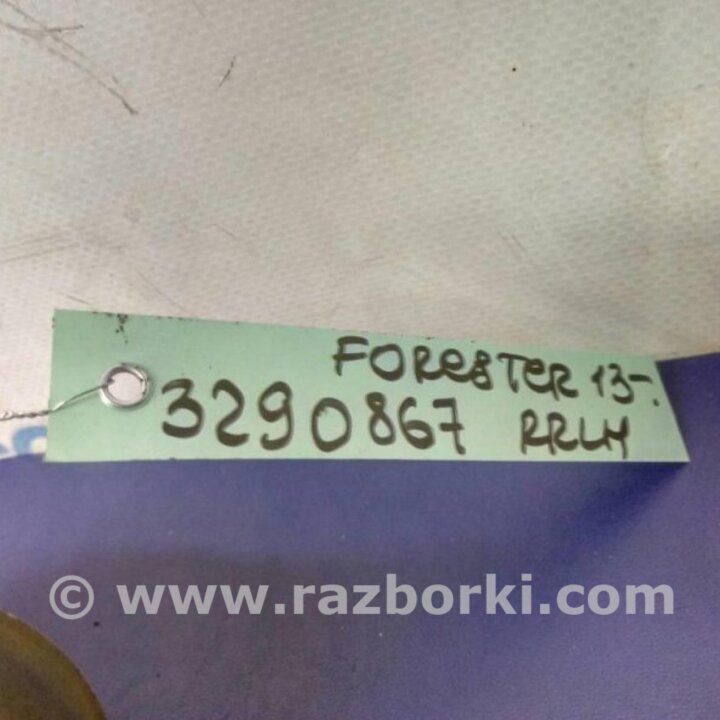 FORESTER 13-.
3290867 RRLH
© www.razborki.com